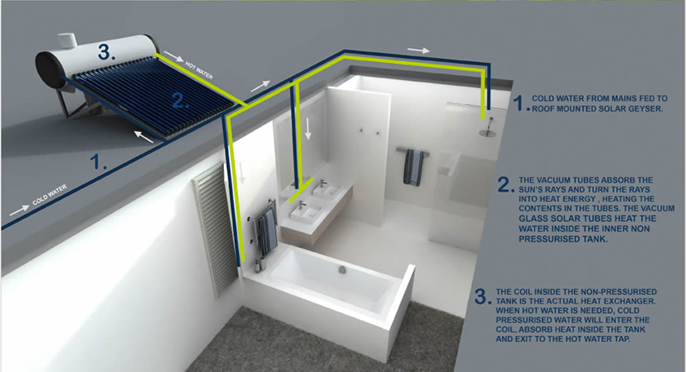 3.
HOT WATER
2.
1.
COLD WATER
1. COLD WATER FROM MAINS FED TO
ROOF MOUNTED SOLAR GEYSER.
2. THE VACUUM TUBES ABSORB THE
SUN'S RAYS AND TURN THE RAYS
INTO HEAT ENERGY , HEATING THE
CONTENTS IN THE TUBES. THE VACUUM
GLASS SOLAR TUBES HEAT THE
WATER INSIDE THE INNER NON
PRESSURISED TANK.
3. THE COIL INSIDE THE NON-PRESSURISED
TANK IS THE ACTUAL HEAT EXCHANGER.
WHEN HOT WATER IS NEEDED, COLD
PRESSURISED WATER WILL ENTER THE
COIL, ABSORB HEAT INSIDE THE TANK
AND EXIT TO THE HOT WATER TAP.